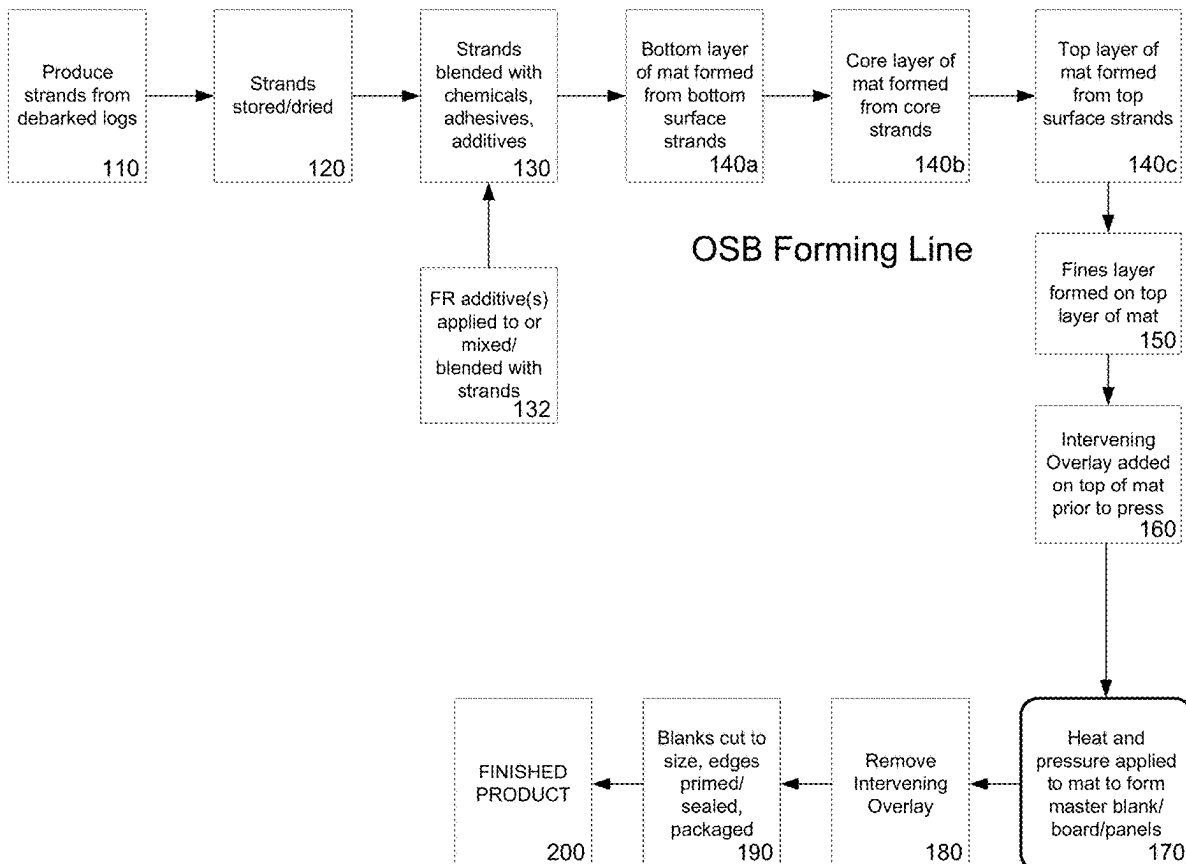 Produce
strands from
debarked logs
110
Strands
stored/dried
120
Strands
blended with
chemicals,
adhesives,
additives
130
Bottom layer
of mat formed
from bottom
surface
strands
140a
Core layer of
mat formed
from core
strands
140b
Top layer of
mat formed
from top
surface strands
140c
FR additive(s)
applied to or
mixed/
blended with
strands
132
OSB Forming Line
Fines layer
formed on top
layer of mat
150
Intervening
Overlay added
on top of mat
prior to press
160
Heat and
pressure applied
to mat to form
master blank/
board/panels
170
Remove
Intervening
Overlay
180
Blanks cut to
size, edges
primed/
sealed,
packaged
190
FINISHED
PRODUCT
200